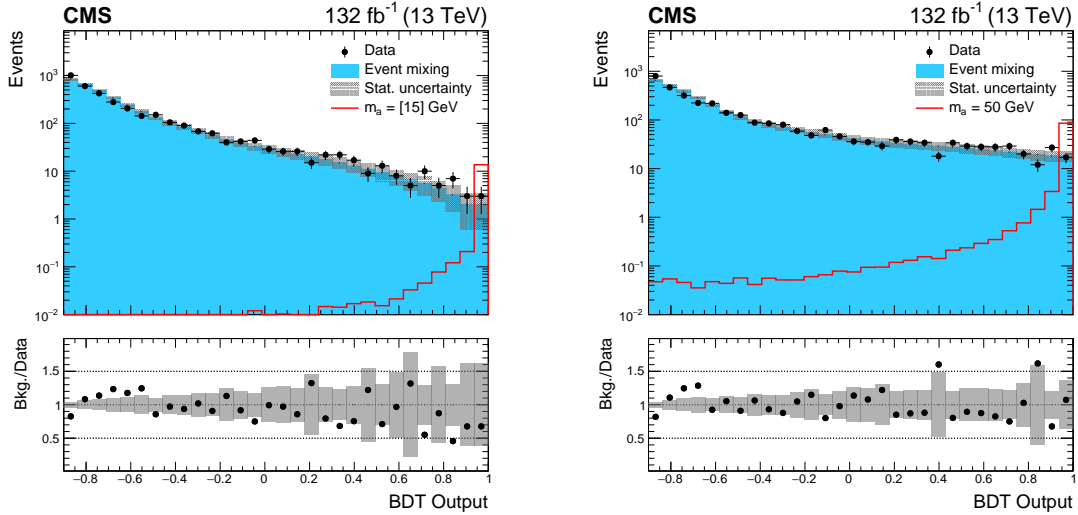 CMS 132 fb⁻¹ (13 TeV)
Events
Data
Event mixing
Stat. uncertainty
mₐ = [15] GeV
10³
10²
10
1
10⁻¹
10⁻²
Bkg./Data
1.5
1
0.5
−0.8 −0.6 −0.4 −0.2 0 0.2 0.4 0.6 0.8 1
BDT Output
CMS 132 fb⁻¹ (13 TeV)
Events
Data
Event mixing
Stat. uncertainty
mₐ = 50 GeV
10³
10²
10
1
10⁻¹
10⁻²
Bkg./Data
1.5
1
0.5
−0.8 −0.6 −0.4 −0.2 0 0.2 0.4 0.6 0.8 1
BDT Output